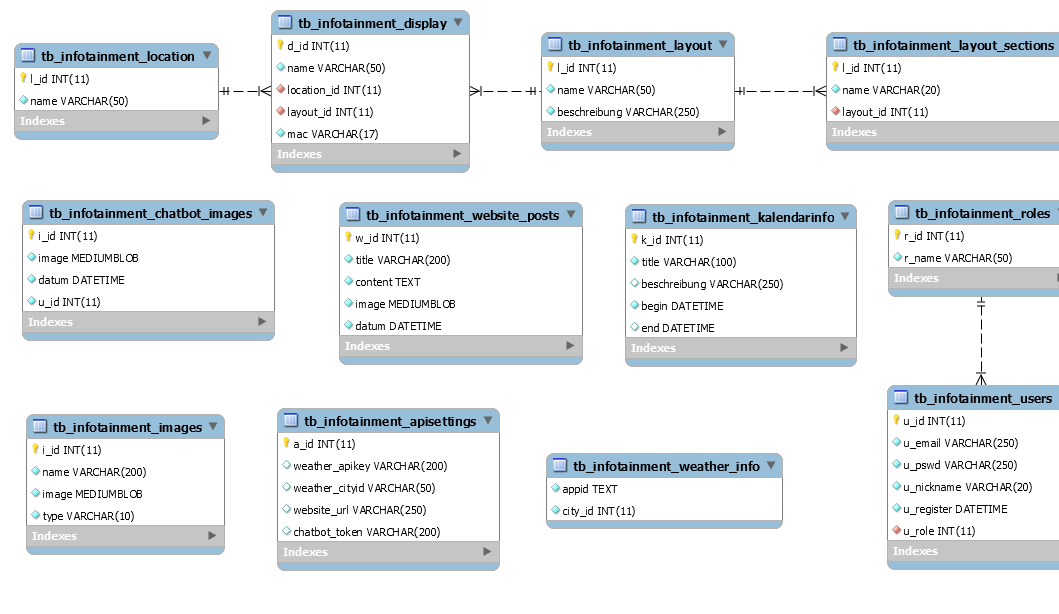 tb_infotainment_location
l_id INT(11)
name VARCHAR(50)
Indexes
tb_infotainment_display
d_id INT(11)
name VARCHAR(50)
location_id INT(11)
layout_id INT(11)
mac VARCHAR(17)
Indexes
tb_infotainment_layout
l_id INT(11)
name VARCHAR(50)
beschreibung VARCHAR(250)
Indexes
tb_infotainment_layout_sections
l_id INT(11)
name VARCHAR(20)
layout_id INT(11)
Indexes
tb_infotainment_chatbot_images
i_id INT(11)
image MEDIUMBLOB
datum DATETIME
u_id INT(11)
Indexes
tb_infotainment_website_posts
w_id INT(11)
title VARCHAR(200)
content TEXT
image MEDIUMBLOB
datum DATETIME
Indexes
tb_infotainment_kalendarinfo
k_id INT(11)
title VARCHAR(100)
beschreibung VARCHAR(250)
begin DATETIME
end DATETIME
Indexes
tb_infotainment_roles
r_id INT(11)
r_name VARCHAR(50)
Indexes
tb_infotainment_images
i_id INT(11)
name VARCHAR(200)
image MEDIUMBLOB
type VARCHAR(10)
Indexes
tb_infotainment_apisettings
a_id INT(11)
weather_apikey VARCHAR(200)
weather_cityid VARCHAR(50)
website_url VARCHAR(250)
chatbot_token VARCHAR(200)
Indexes
tb_infotainment_weather_info
appid TEXT
city_id INT(11)
tb_infotainment_users
u_id INT(11)
u_email VARCHAR(250)
u_pswd VARCHAR(250)
u_nickname VARCHAR(20)
u_register DATETIME
u_role INT(11)
Indexes